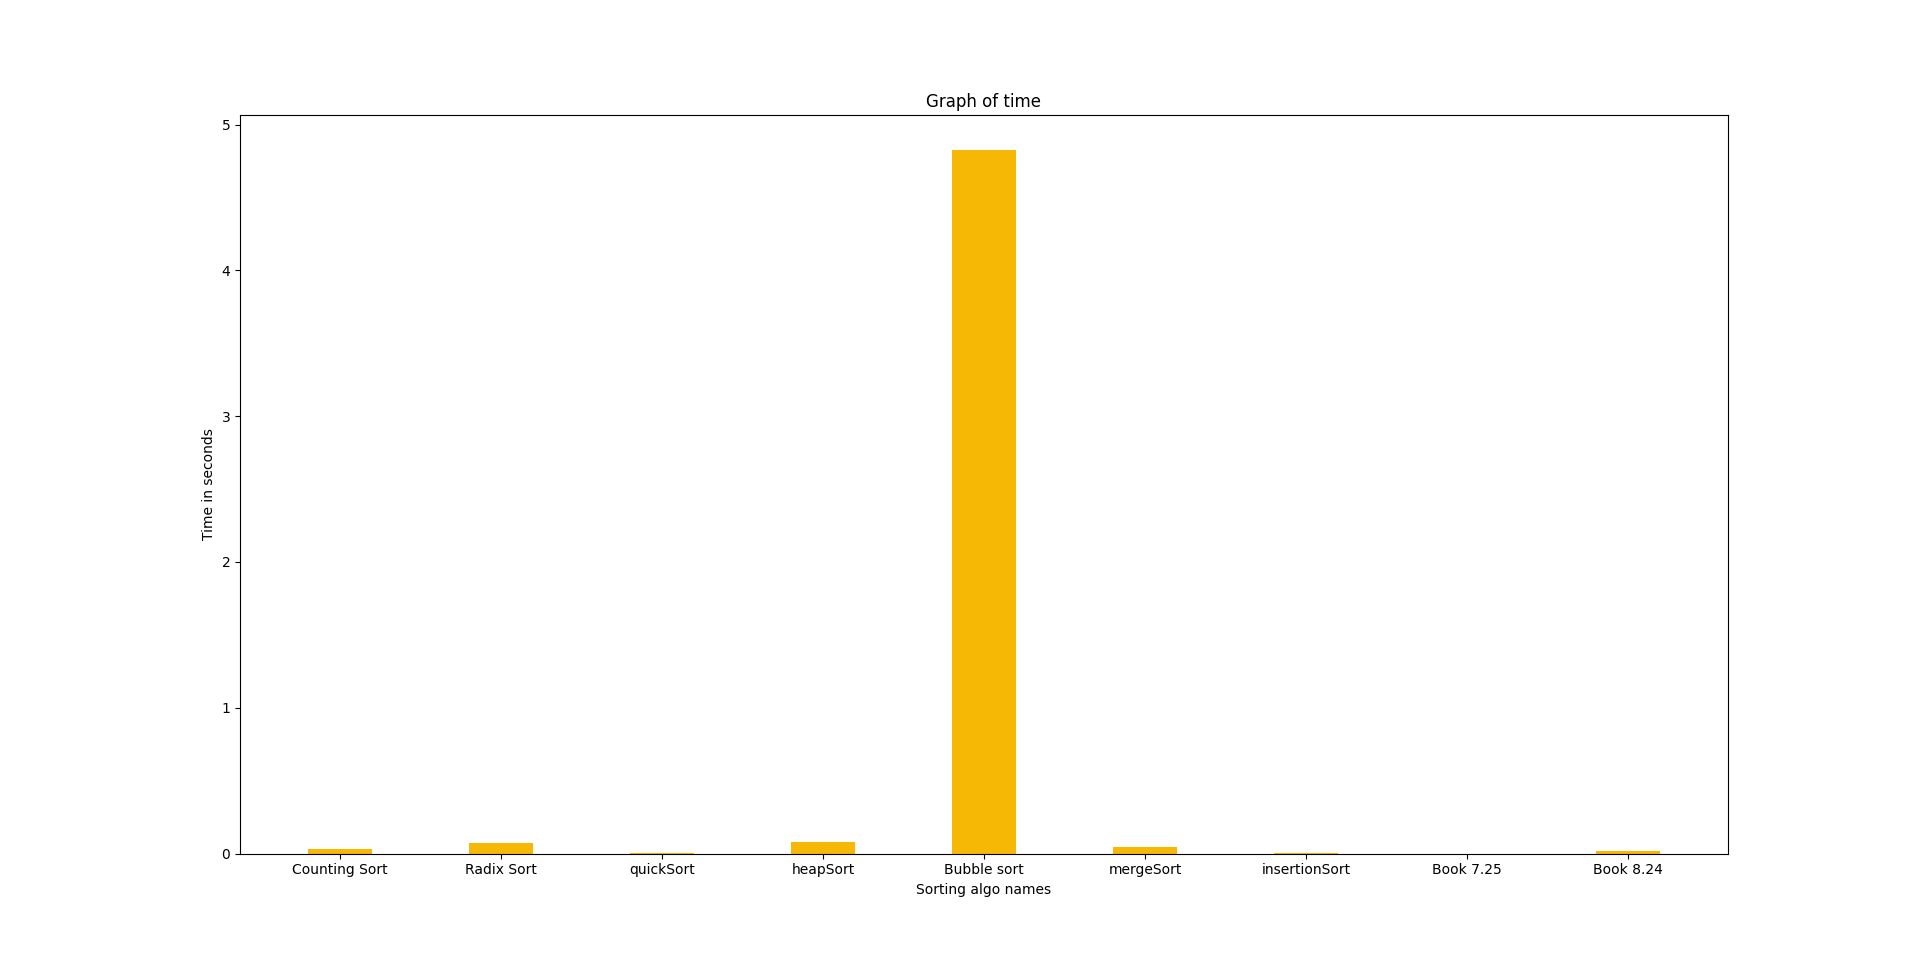 Graph of time
5
4
3
2
1
0
Time in seconds
Counting Sort Radix Sort quickSort heapSort Bubble sort mergeSort insertionSort Book 7.25 Book 8.24
Sorting algo names